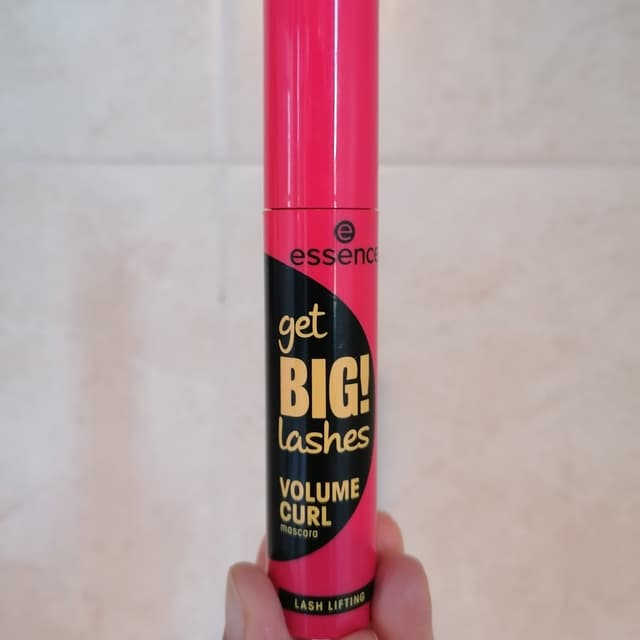 e
essence
get
BIG!
lashes
VOLUME
CURL
mascara
LASH LIFTING